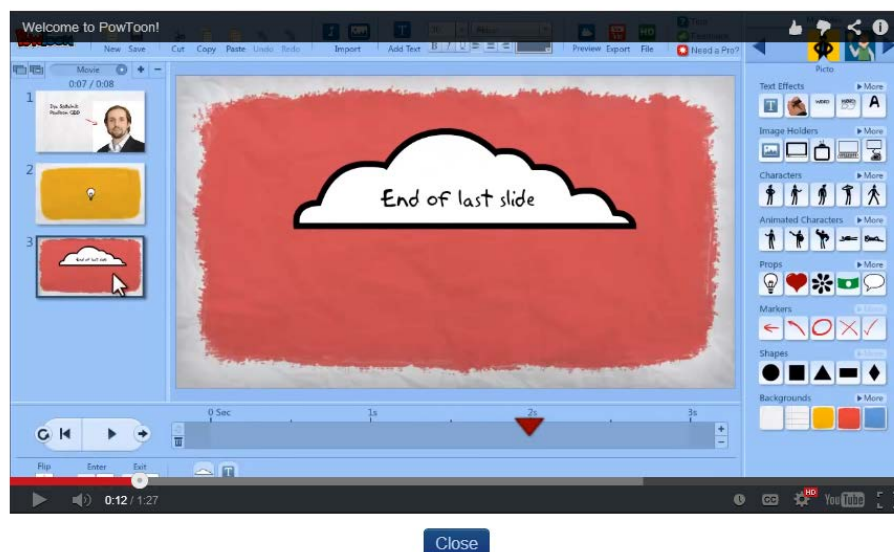 Welcome to PowToon!
New Save Cut Copy Paste Undo Redo Import Add Text B I U Preview Export File Need a Pro?
Movie
0:07 / 0:08
1
2
3
End of last slide
Picto
Text Effects More
Image Holders More
Characters More
Animated Characters More
Props More
Markers More
Shapes More
Backgrounds More
0 Sec 1s 2s 3s
Flip Enter Exit
T
0:12 / 1:27
CC HD YouTube
Close